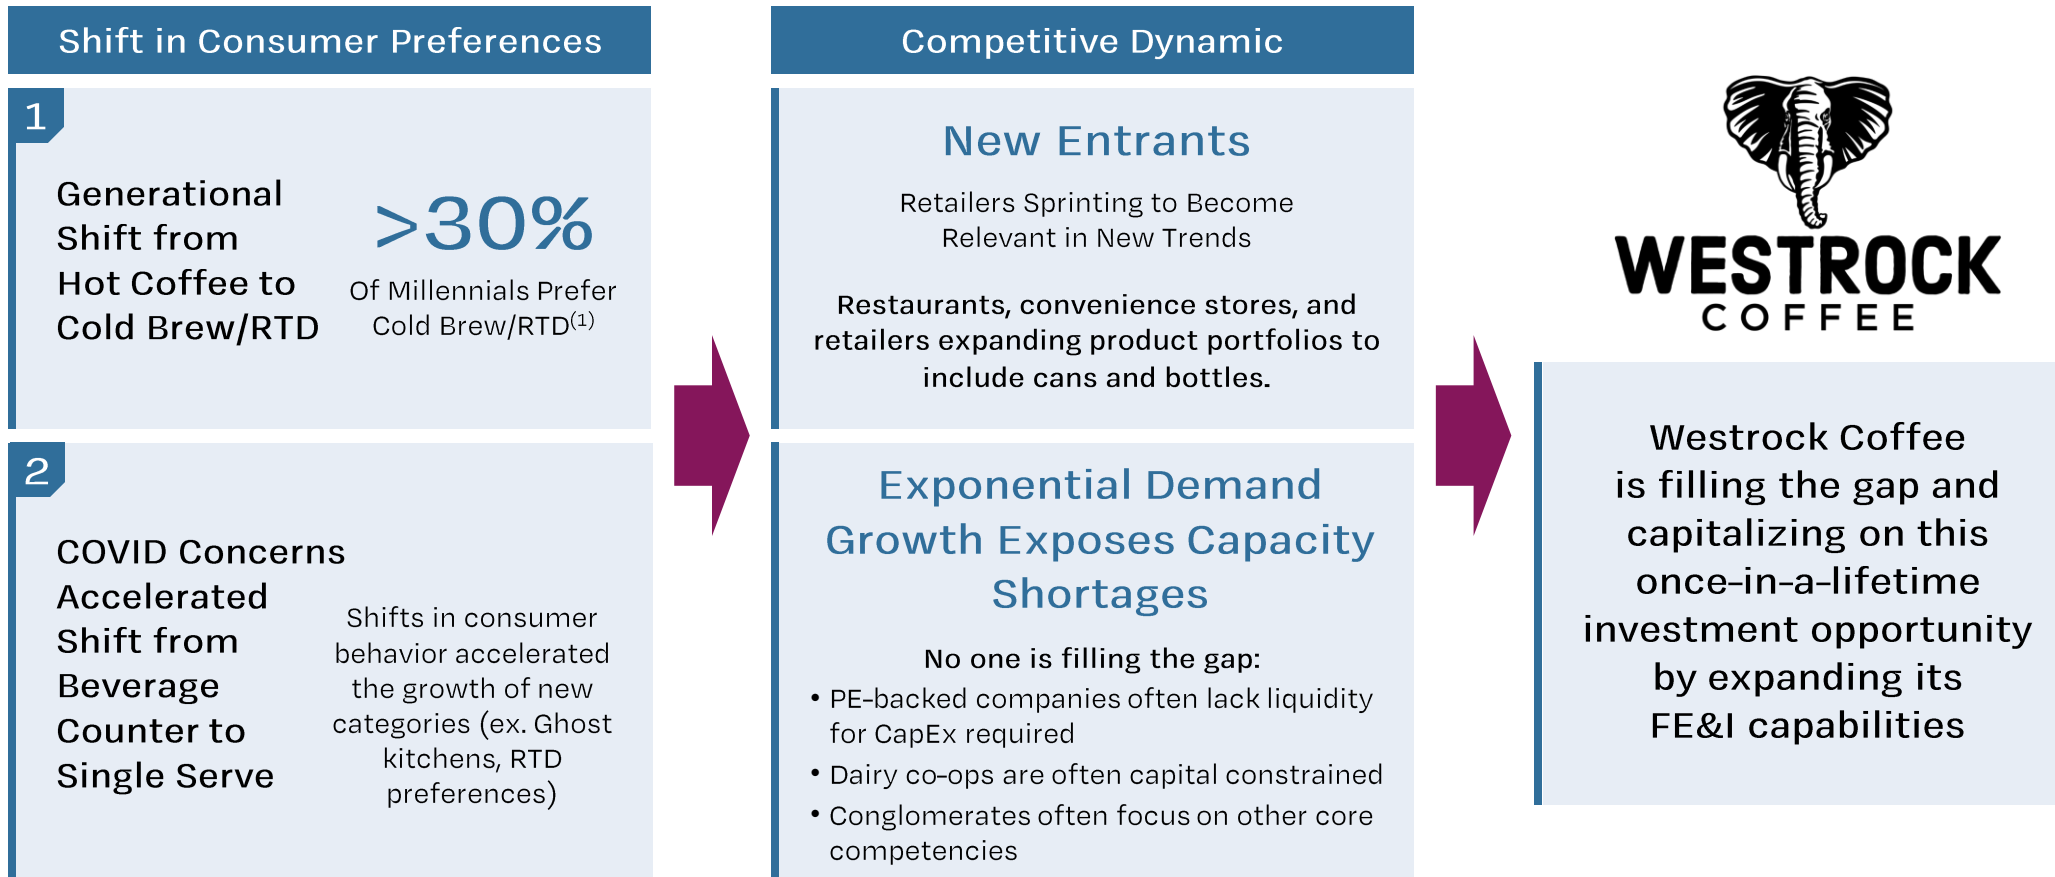 Shift in Consumer Preferences
1
Generational
Shift from
Hot Coffee to
Cold Brew/RTD
>30%
Of Millennials Prefer
Cold Brew/RTD(1)
2
COVID Concerns
Accelerated
Shift from
Beverage
Counter to
Single Serve
Shifts in consumer
behavior accelerated
the growth of new
categories (ex. Ghost
kitchens, RTD
preferences)
Competitive Dynamic
New Entrants
Retailers Sprinting to Become
Relevant in New Trends
Restaurants, convenience stores, and
retailers expanding product portfolios to
include cans and bottles.
Exponential Demand
Growth Exposes Capacity
Shortages
No one is filling the gap:
• PE-backed companies often lack liquidity
for CapEx required
• Dairy co-ops are often capital constrained
• Conglomerates often focus on other core
competencies
WESTROCK
COFFEE
Westrock Coffee
is filling the gap and
capitalizing on this
once-in-a-lifetime
investment opportunity
by expanding its
FE&I capabilities